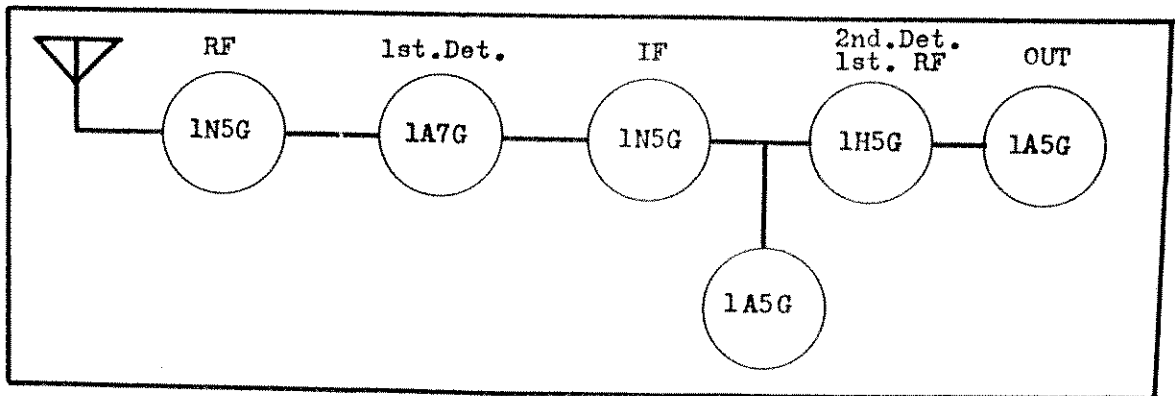 RF
1st.Det.
IF
2nd.Det.
1st. RF
OUT
1N5G
1A7G
1N5G
1H5G
1A5G
1A5G